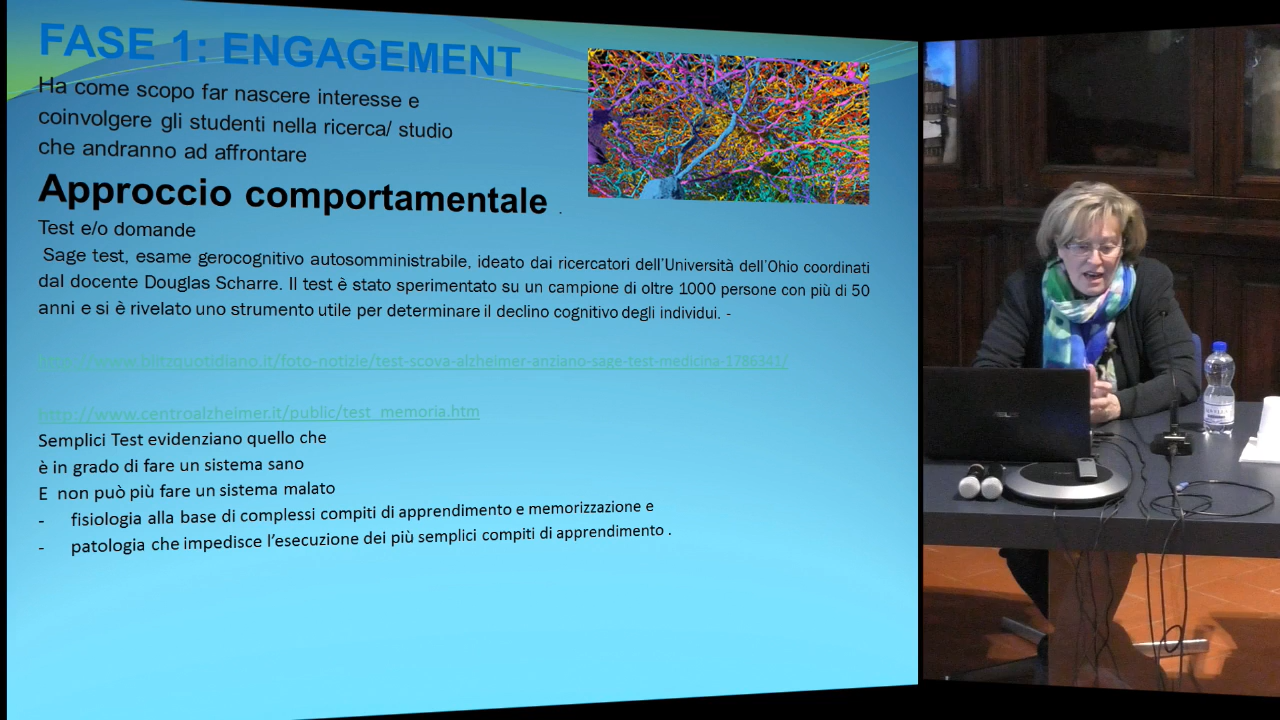 FASE 1: ENGAGEMENT
Ha come scopo far nascere interesse e
coinvolgere gli studenti nella ricerca/ studio
che andranno ad affrontare
Approccio comportamentale .
Test e/o domande
Sage test, esame gerocognitivo autosomministrabile, ideato dai ricercatori dell'Università dell'Ohio coordinati
dal docente Douglas Scharre. Il test è stato sperimentato su un campione di oltre 1000 persone con più di 50
anni e si è rivelato uno strumento utile per determinare il declino cognitivo degli individui. -
http://www.blitzquotidiano.it/foto-notizie/test-scova-alzheimer-anziano-sage-test-medicina-1786341/
http://www.centroalzheimer.it/public/test_memoria.htm
Semplici Test evidenziano quello che
è in grado di fare un sistema sano
E non può più fare un sistema malato
- fisiologia alla base di complessi compiti di apprendimento e memorizzazione e
- patologia che impedisce l'esecuzione dei più semplici compiti di apprendimento .
ASUS